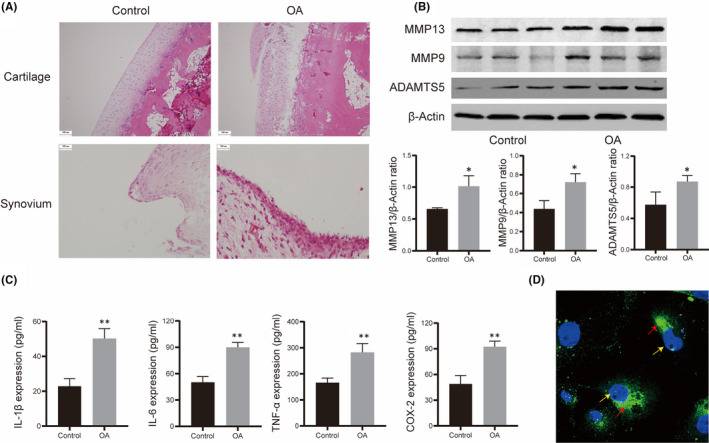 (A)
Control
OA
Cartilage
Synovium
(B)
MMP13
MMP9
ADAMTS5
β-Actin
Control
OA
MMP13/β-Actin ratio
1.5
1.0
0.5
0.0
*
Control
OA
MMP9/β-Actin ratio
1.0
0.8
0.6
0.4
0.2
0.0
*
Control
OA
ADAMTS5/β-Actin ratio
1.5
1.0
0.5
0.0
*
Control
OA
(C)
IL-1β expression (pg/ml)
60
40
20
0
**
Control
OA
IL-6 expression (pg/ml)
120
90
60
30
0
**
Control
OA
TNF-α expression (pg/ml)
400
300
200
100
0
**
Control
OA
COX-2 expression (pg/ml)
120
90
60
30
0
**
Control
OA
(D)